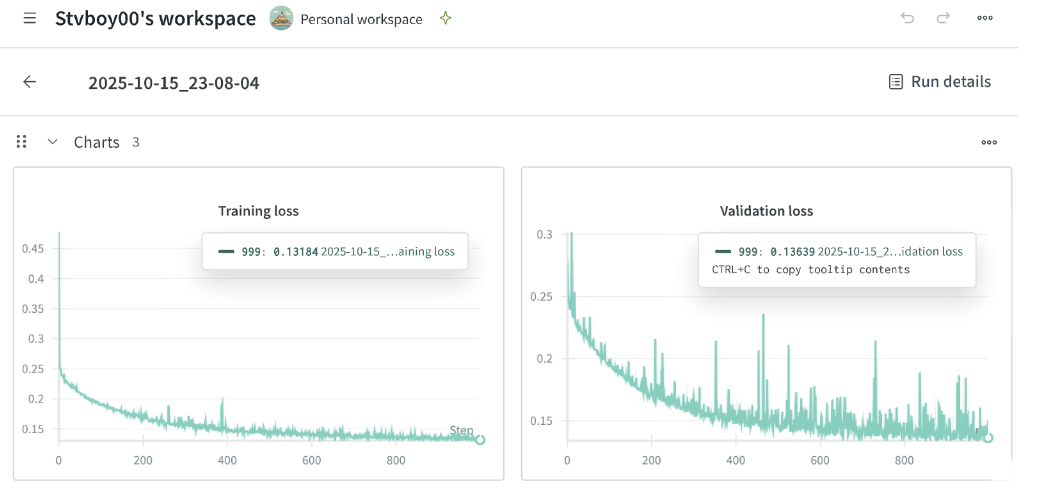 Stvboy00's workspace Personal workspace
2025-10-15_23-08-04 Run details
Charts 3
Training loss
999: 0.13184 2025-10-15_...aining loss
0.45
0.4
0.35
0.3
0.25
0.2
0.15
Step
0 200 400 600 800
Validation loss
999: 0.13639 2025-10-15_2...idation loss
CTRL+C to copy tooltip contents
0.3
0.25
0.2
0.15
0 200 400 600 800